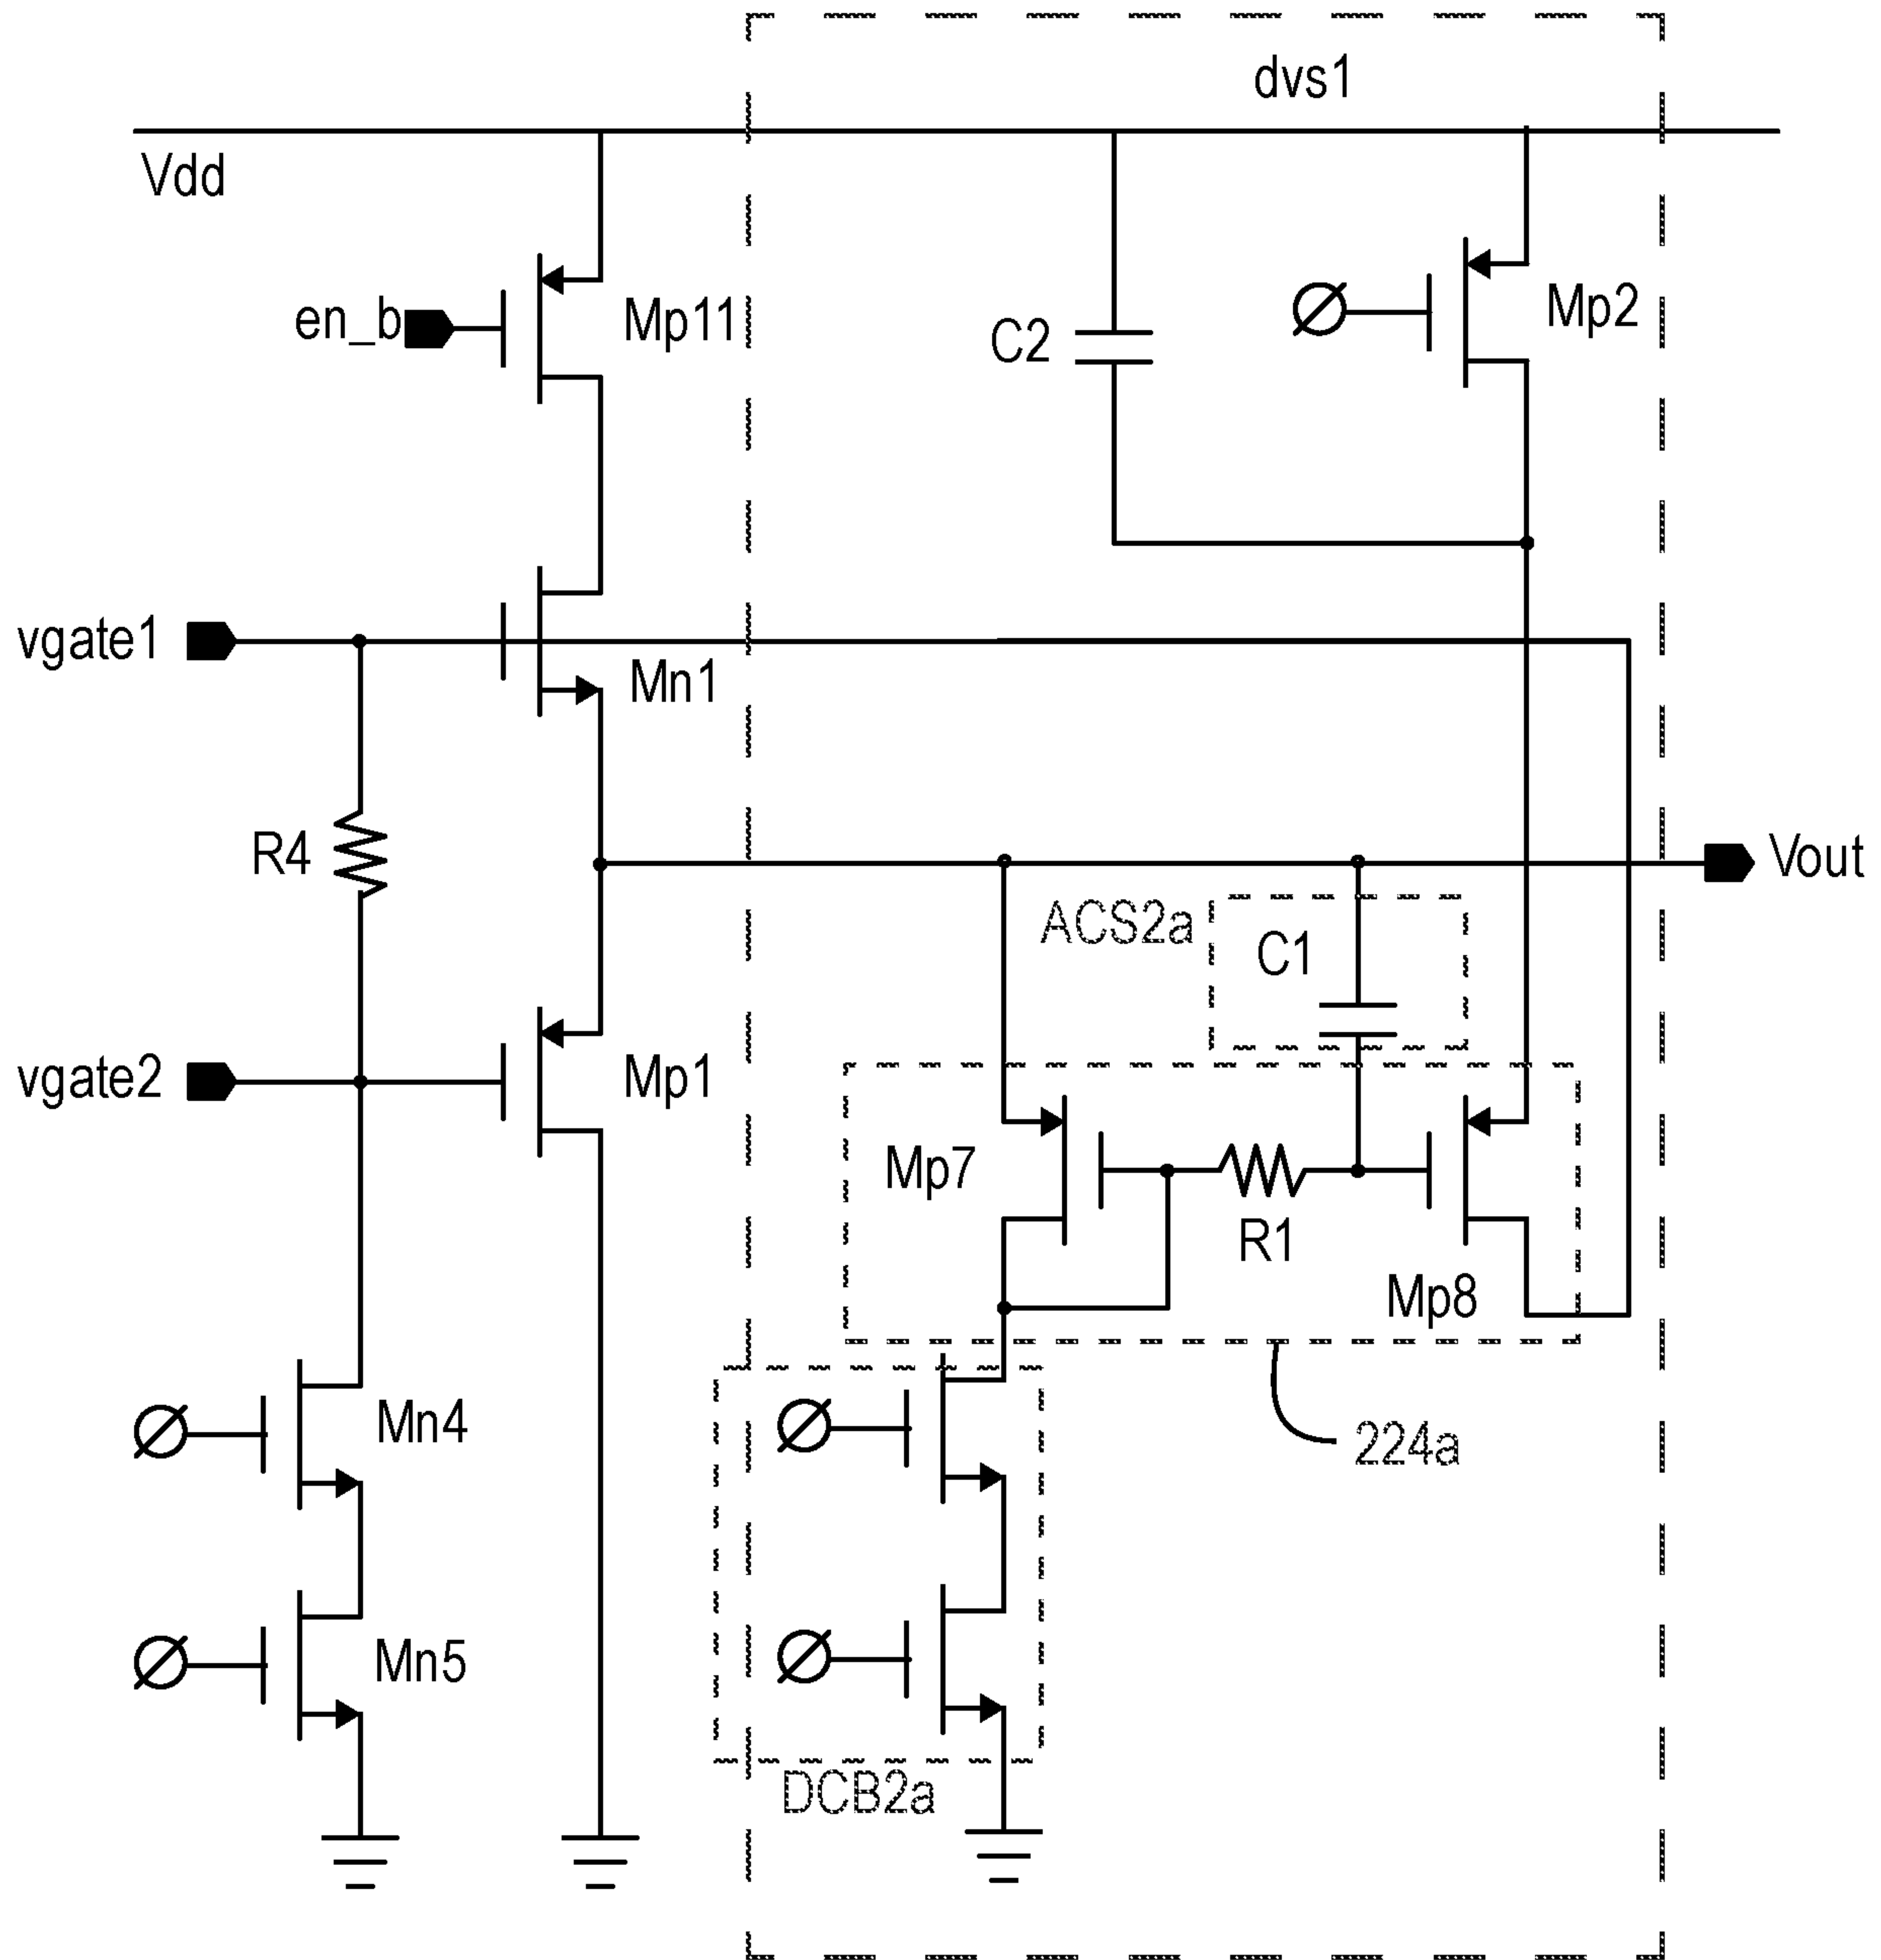 dvs1
Vdd
en_b
Mp11
C2
Mp2
vgate1
Mn1
R4
Vout
ACS2a
C1
vgate2
Mp1
Mp7
R1
Mp8
Mn4
224a
Mn5
DCB2a